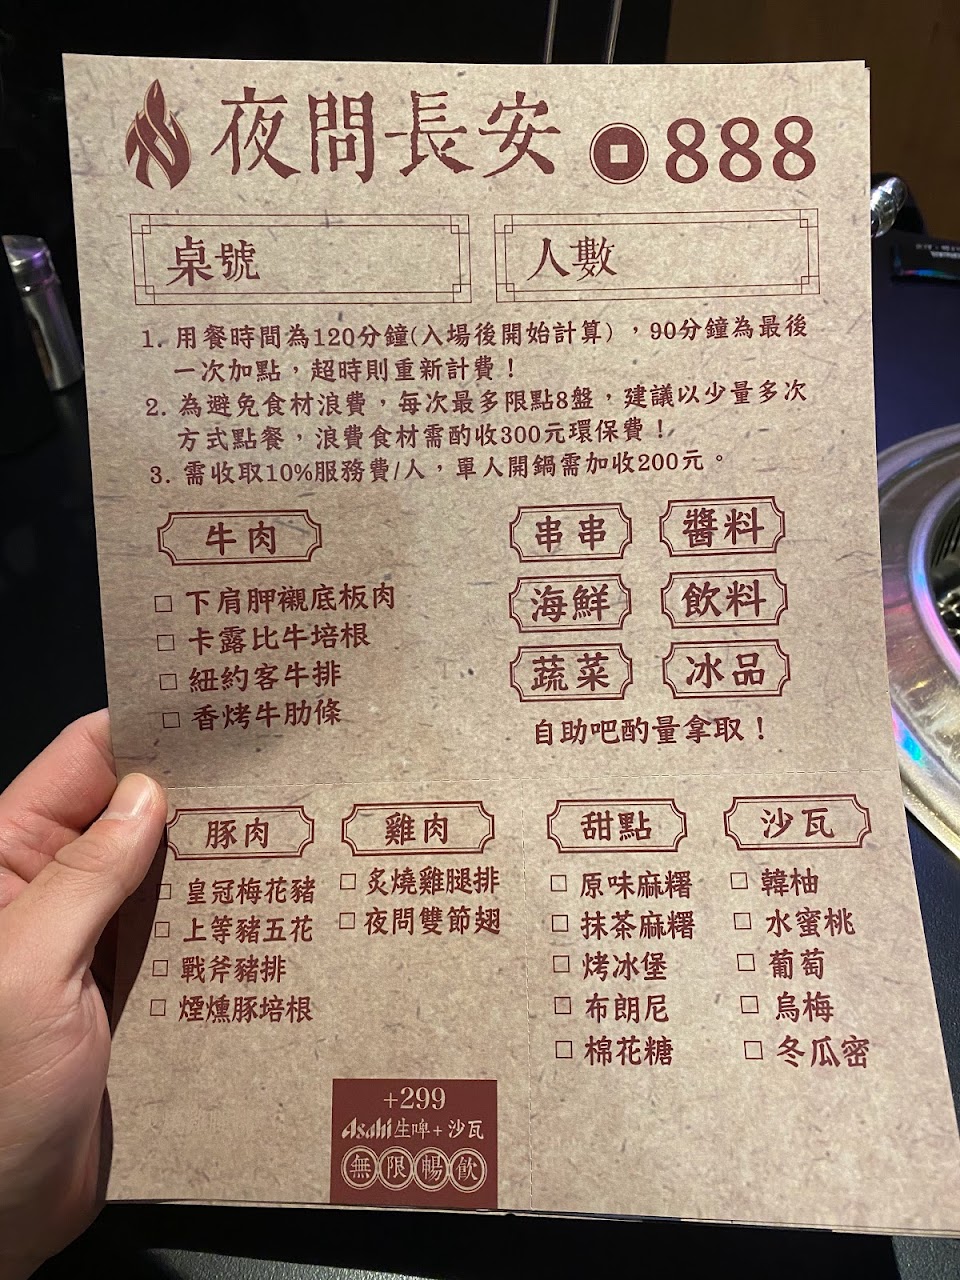 夜問長安 888
桌號
人數
1. 用餐時間為120分鐘(入場後開始計算)，90分鐘為最後
一次加點，超時則重新計費！
2. 為避免食材浪費，每次最多限點8盤，建議以少量多次
方式點餐，浪費食材需酌收300元環保費！
3. 需收取10%服務費/人，單人開鍋需加收200元。
牛肉
□ 下肩胛襯底板肉
□ 卡露比牛培根
□ 紐約客牛排
□ 香烤牛肋條
串串
醬料
海鮮
飲料
蔬菜
冰品
自助吧酌量拿取！
豚肉
□ 皇冠梅花豬
□ 上等豬五花
□ 戰斧豬排
□ 煙燻豚培根
雞肉
□ 炙燒雞腿排
□ 夜問雙節翅
甜點
□ 原味麻糬
□ 抹茶麻糬
□ 烤冰堡
□ 布朗尼
□ 棉花糖
沙瓦
□ 韓柚
□ 水蜜桃
□ 葡萄
□ 烏梅
□ 冬瓜密
+299
Asahi生啤+沙瓦
無限暢飲